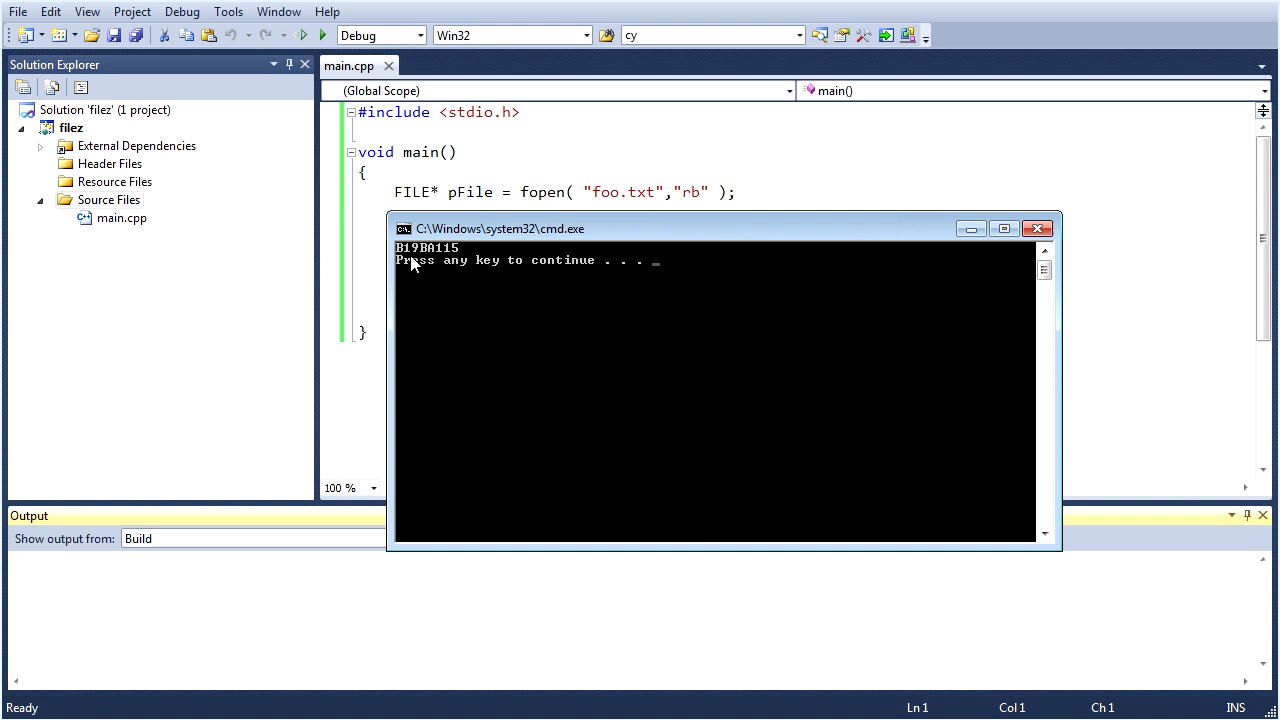 File Edit View Project Debug Tools Window Help
Debug Win32 cy
Solution Explorer
Solution 'filez' (1 project)
filez
External Dependencies
Header Files
Resource Files
Source Files
main.cpp
main.cpp
(Global Scope) main()
#include <stdio.h>
void main()
{
FILE* pFile = fopen( "foo.txt","rb" );
}
C:\Windows\system32\cmd.exe
B19BA115
Press any key to continue . . . _
100 %
Output
Show output from: Build
Ready Ln 1 Col 1 Ch 1 INS